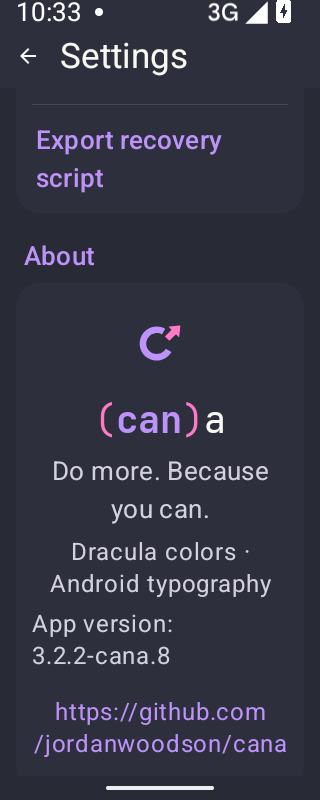 10:33 • 3G
← Settings
Export recovery
script
About
(can)a
Do more. Because
you can.
Dracula colors ·
Android typography
App version:
3.2.2-cana.8
https://github.com
/jordanwoodson/cana